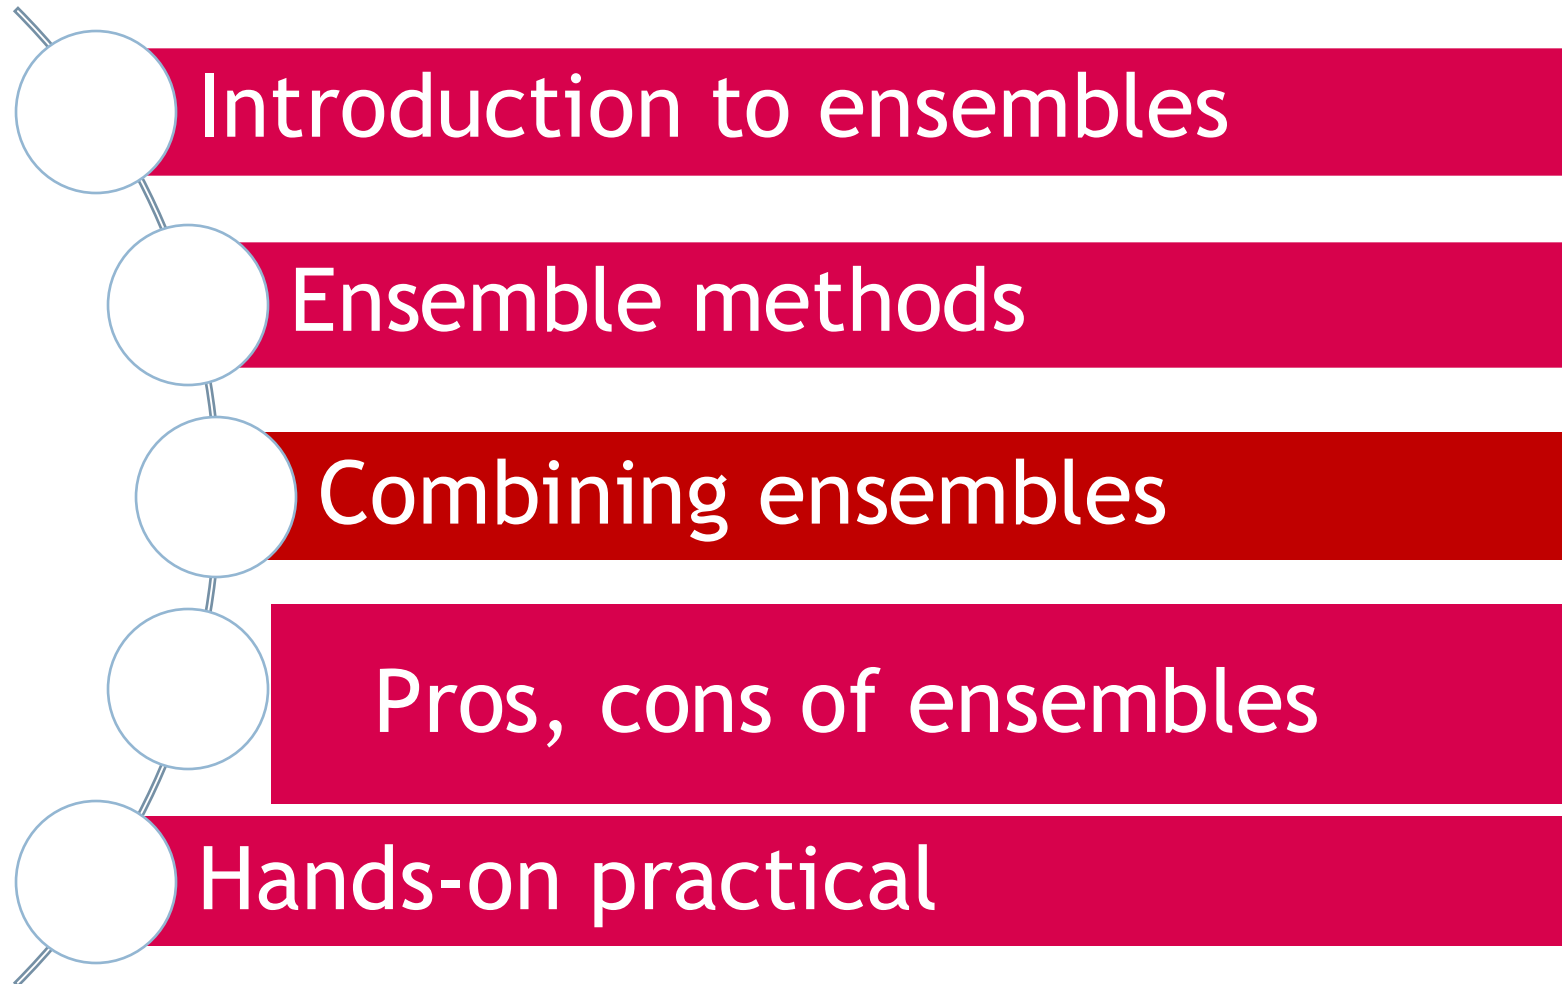 Introduction to ensembles
Ensemble methods
Combining ensembles
Pros, cons of ensembles
Hands-on practical